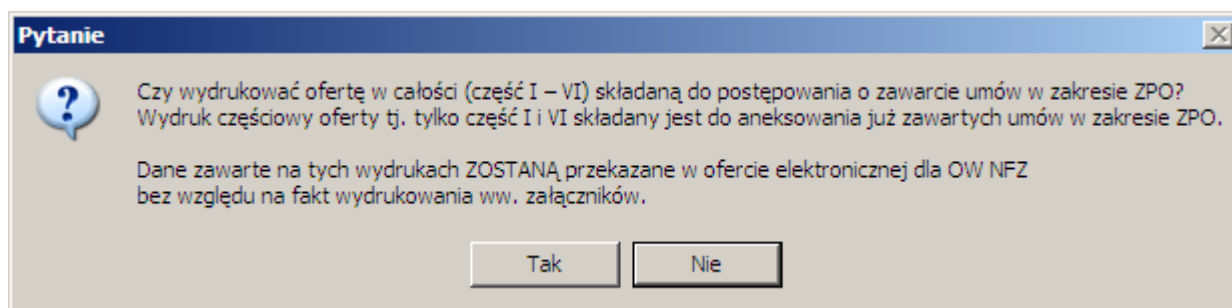 Pytanie
Czy wydrukować ofertę w całości (część I – VI) składaną do postępowania o zawarcie umów w zakresie ZPO?
Wydruk częściowy oferty tj. tylko część I i VI składany jest do aneksowania już zawartych umów w zakresie ZPO.
Dane zawarte na tych wydrukach ZOSTANĄ przekazane w ofercie elektronicznej dla OW NFZ
bez względu na fakt wydrukowania ww. załączników.
Tak
Nie